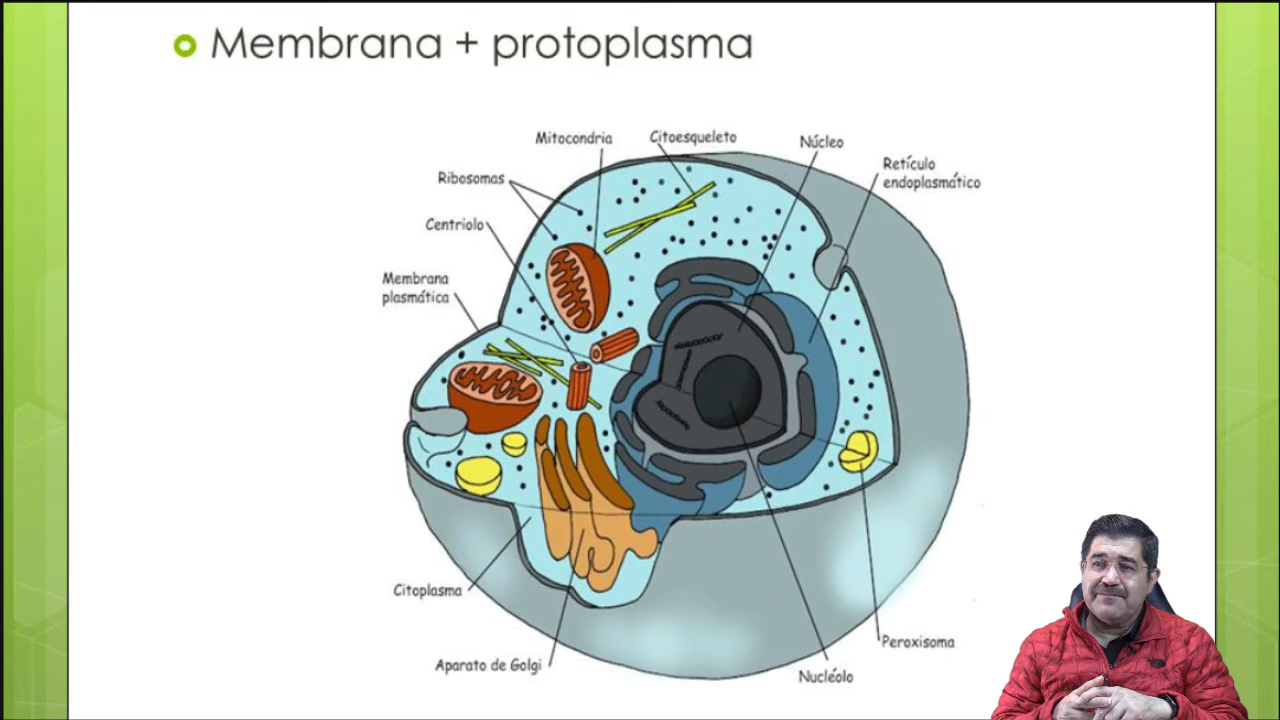 Membrana + protoplasma
Mitocondria
Citoesqueleto
Núcleo
Retículo
endoplasmático
Ribosomas
Centriolo
Membrana
plasmática
Citoplasma
Aparato de Golgi
Peroxisoma
Nucléolo